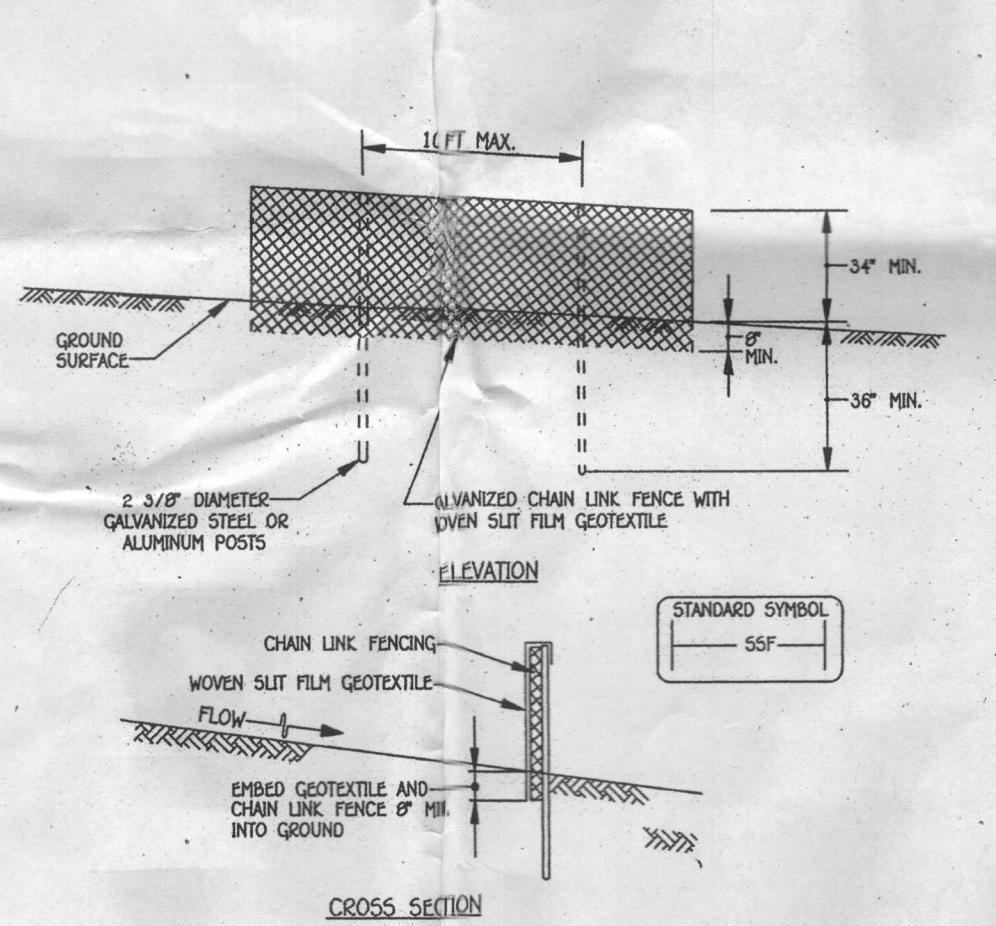 10 FT MAX.
34" MIN.
GROUND
SURFACE
8"
MIN.
36" MIN.
2 3/8" DIAMETER
GALVANIZED STEEL OR
ALUMINUM POSTS
GALVANIZED CHAIN LINK FENCE WITH
WOVEN SLIT FILM GEOTEXTILE
ELEVATION
STANDARD SYMBOL
SSF
CHAIN LINK FENCING
WOVEN SLIT FILM GEOTEXTILE
FLOW
EMBED GEOTEXTILE AND
CHAIN LINK FENCE 8" MIN.
INTO GROUND
CROSS SECTION